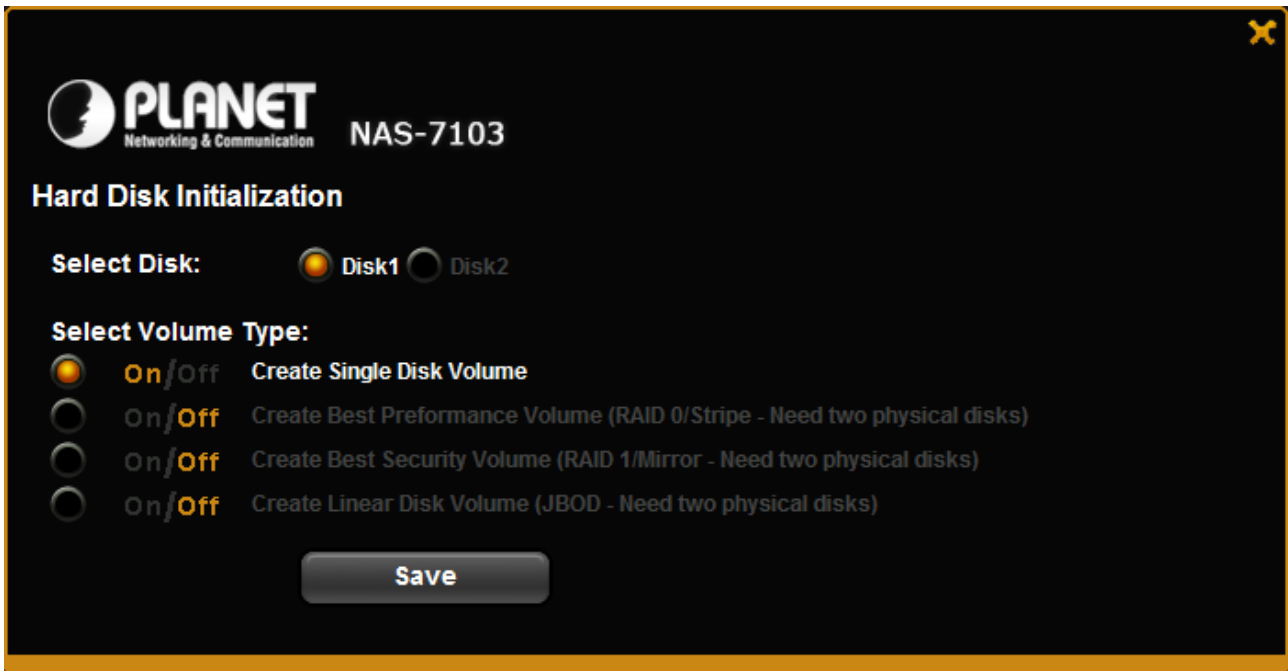 PLANET
Networking & Communication
NAS-7103
Hard Disk Initialization
Select Disk: Disk1 Disk2
Select Volume Type:
On/Off Create Single Disk Volume
On/Off Create Best Preformance Volume (RAID 0/Stripe - Need two physical disks)
On/Off Create Best Security Volume (RAID 1/Mirror - Need two physical disks)
On/Off Create Linear Disk Volume (JBOD - Need two physical disks)
Save